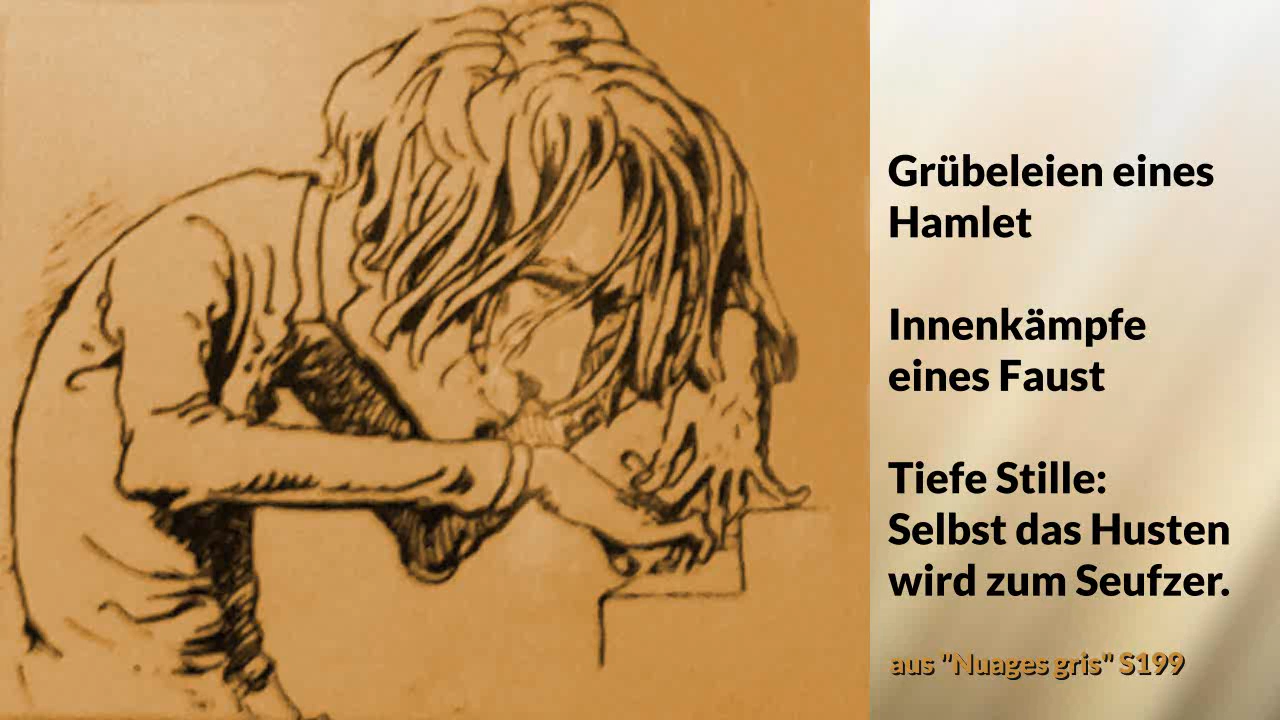 Grübeleien eines
Hamlet
Innenkämpfe
eines Faust
Tiefe Stille:
Selbst das Husten
wird zum Seufzer.
aus "Nuages gris" S199